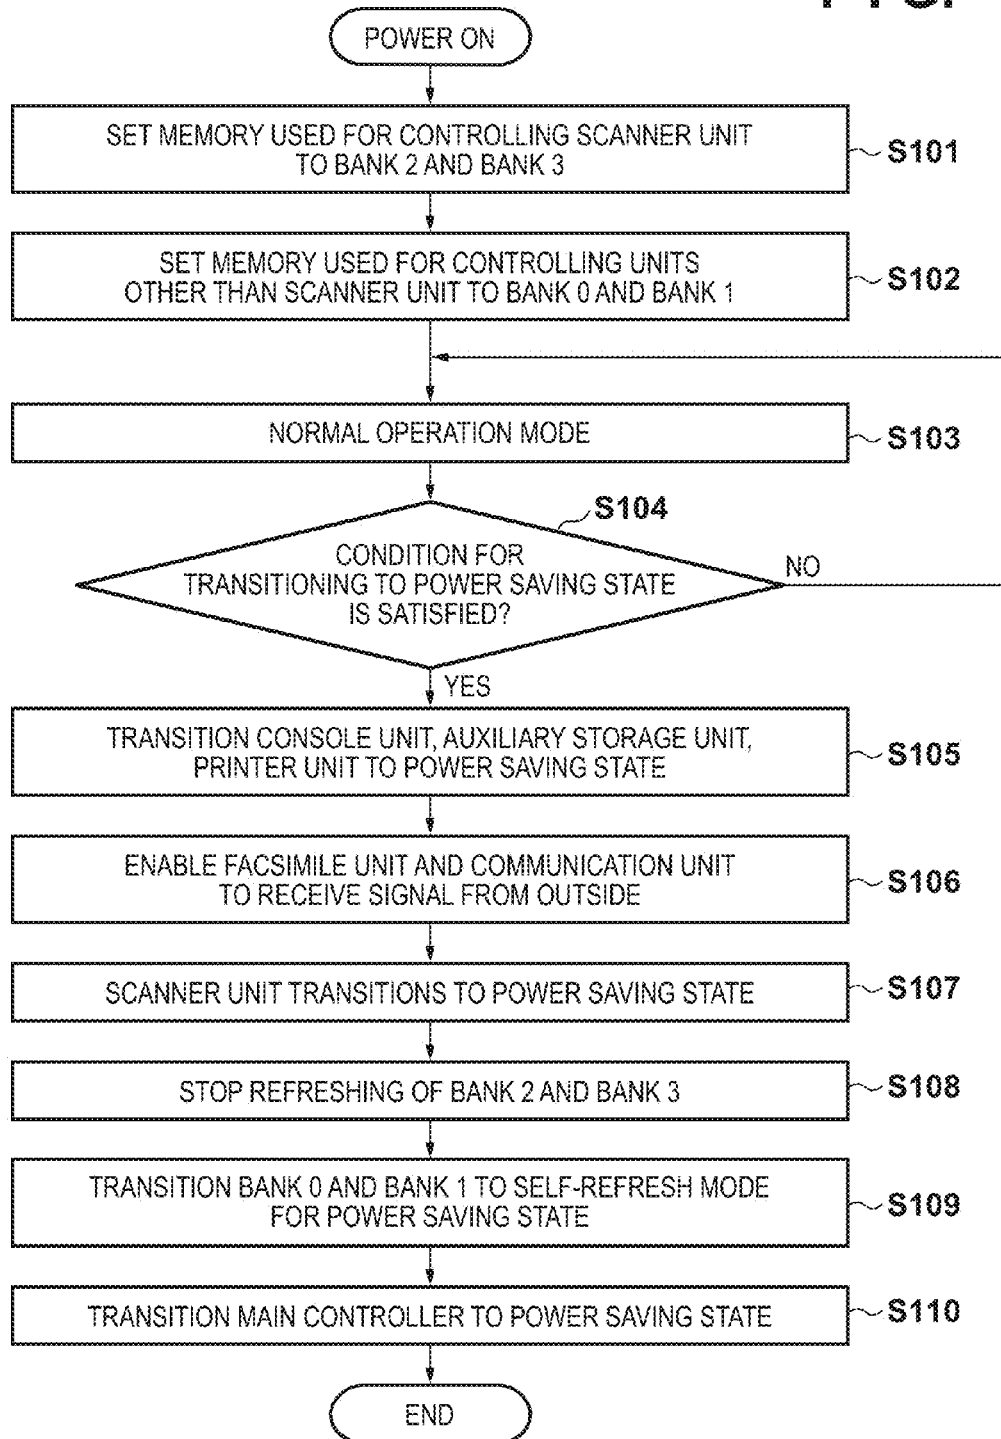 POWER ON
SET MEMORY USED FOR CONTROLLING SCANNER UNIT
TO BANK 2 AND BANK 3
S101
SET MEMORY USED FOR CONTROLLING UNITS
OTHER THAN SCANNER UNIT TO BANK 0 AND BANK 1
S102
NORMAL OPERATION MODE
S103
S104
CONDITION FOR
TRANSITIONING TO POWER SAVING STATE
IS SATISFIED?
NO
YES
TRANSITION CONSOLE UNIT, AUXILIARY STORAGE UNIT,
PRINTER UNIT TO POWER SAVING STATE
S105
ENABLE FACSIMILE UNIT AND COMMUNICATION UNIT
TO RECEIVE SIGNAL FROM OUTSIDE
S106
SCANNER UNIT TRANSITIONS TO POWER SAVING STATE
S107
STOP REFRESHING OF BANK 2 AND BANK 3
S108
TRANSITION BANK 0 AND BANK 1 TO SELF-REFRESH MODE
FOR POWER SAVING STATE
S109
TRANSITION MAIN CONTROLLER TO POWER SAVING STATE
S110
END